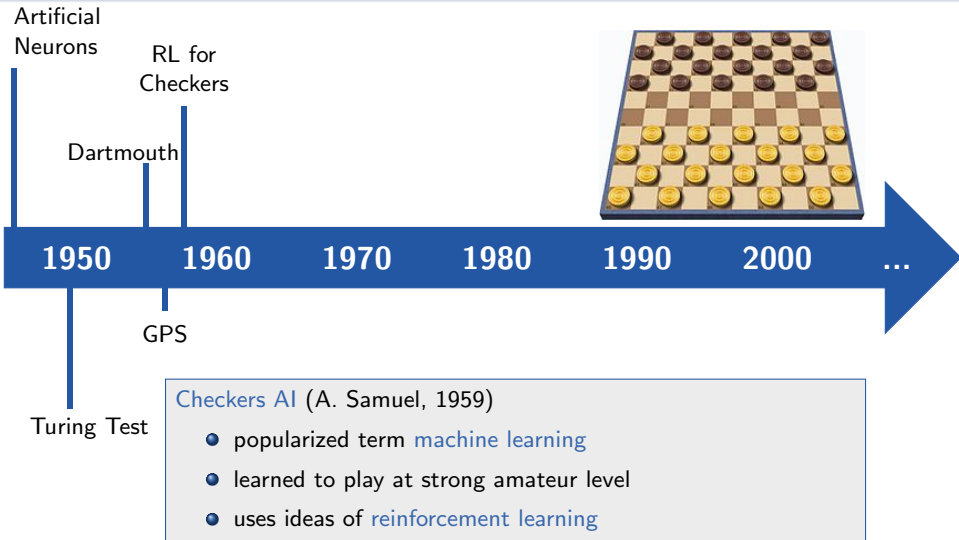 Artificial
Neurons
RL for
Checkers
Dartmouth
1950 1960 1970 1980 1990 2000 ...
GPS
Turing Test
Checkers AI (A. Samuel, 1959)
popularized term machine learning
learned to play at strong amateur level
uses ideas of reinforcement learning